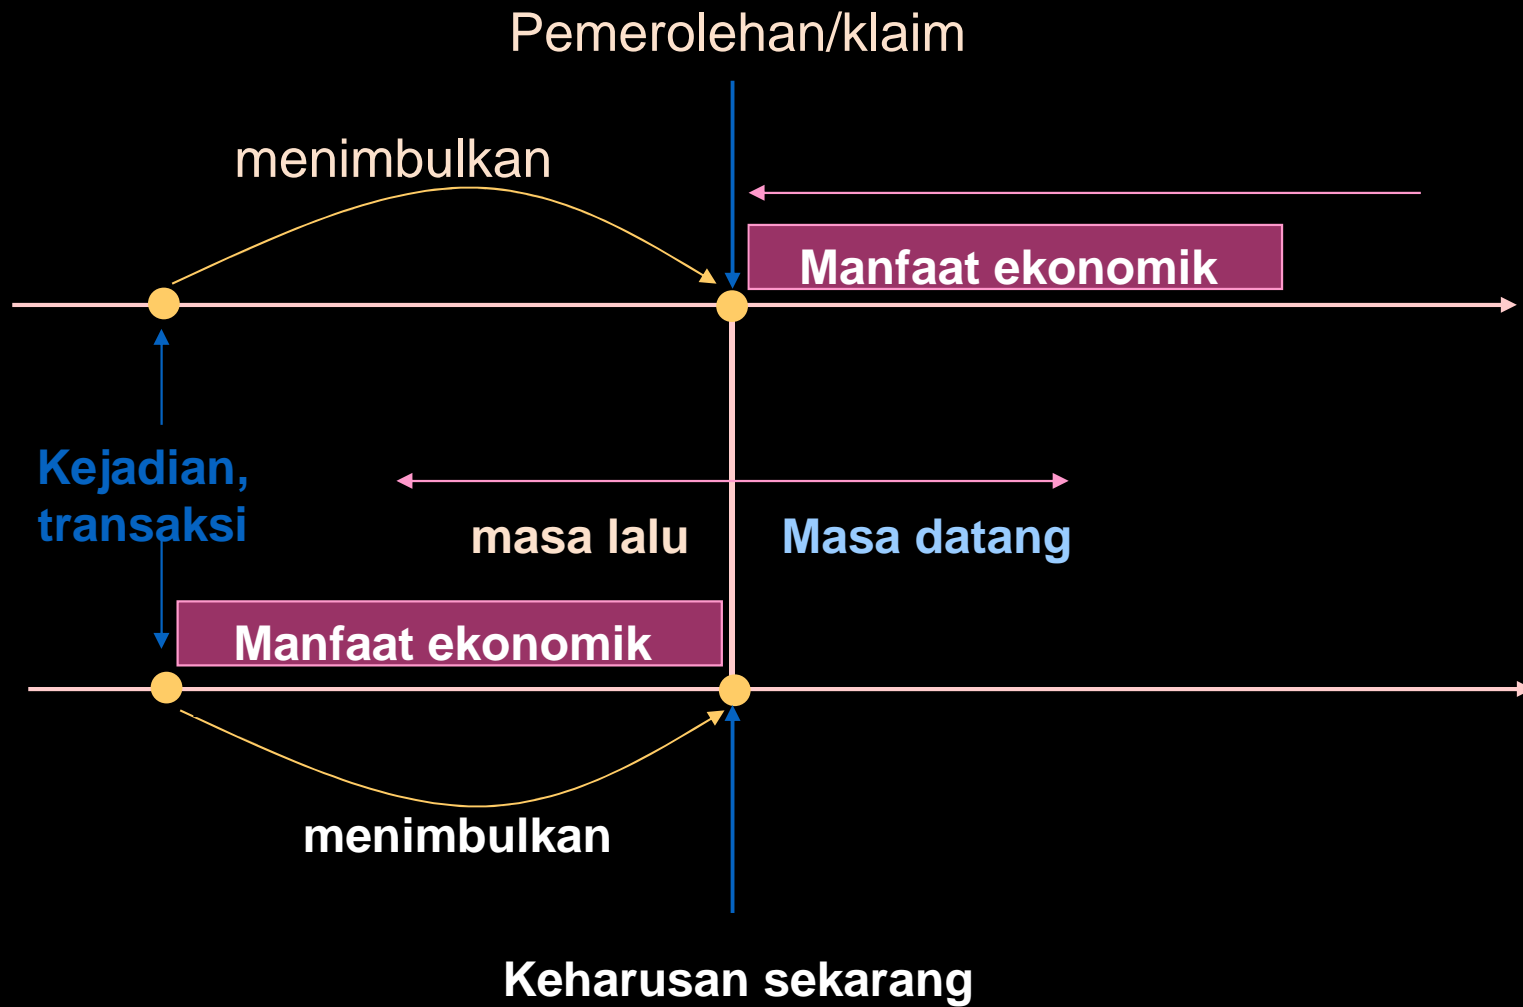 Pemerolehan/klaim
menimbulkan
Manfaat ekonomik
Kejadian,
transaksi
masa lalu
Masa datang
Manfaat ekonomik
menimbulkan
Keharusan sekarang